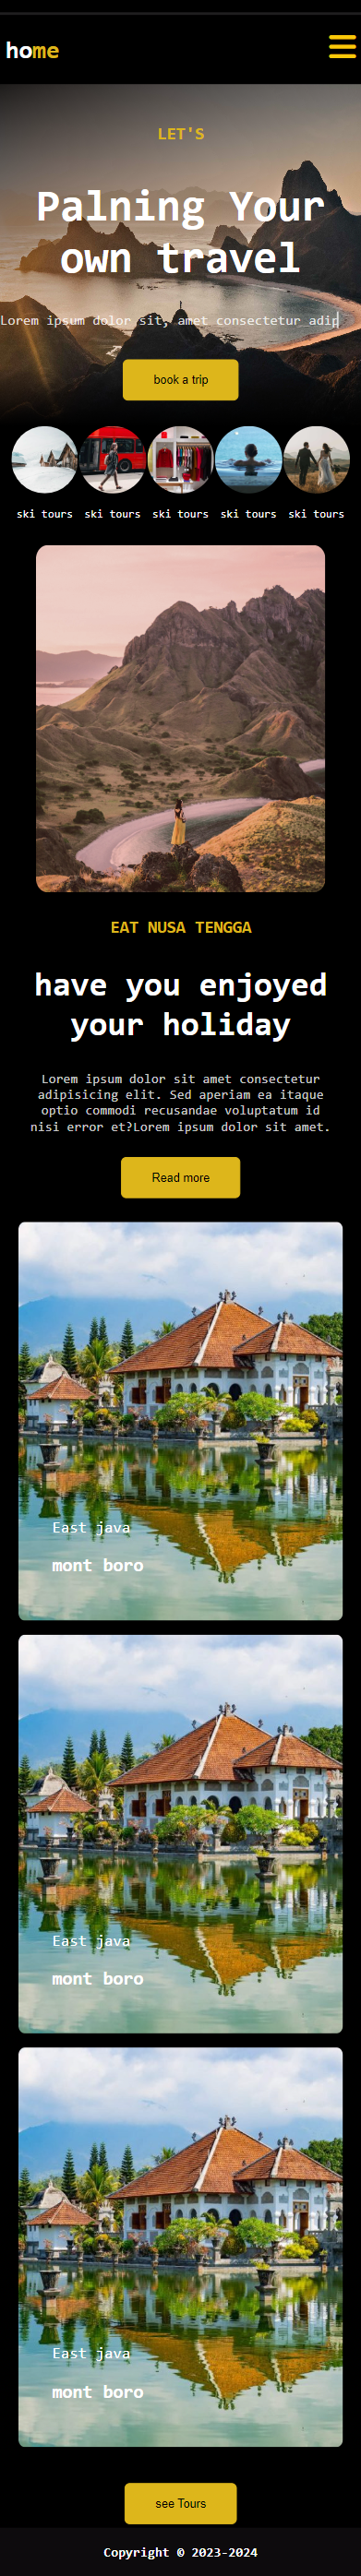 home
LET'S
Palning Your
own travel
Lorem ipsum dolor sit, amet consectetur adip
book a trip
ski tours ski tours ski tours ski tours ski tours
EAT NUSA TENGGA
have you enjoyed
your holiday
Lorem ipsum dolor sit amet consectetur
adipisicing elit. Sed aperiam ea itaque
optio commodi recusandae voluptatum id
nisi error et?Lorem ipsum dolor sit amet.
Read more
East java
mont boro
East java
mont boro
East java
mont boro
see Tours
Copyright © 2023-2024